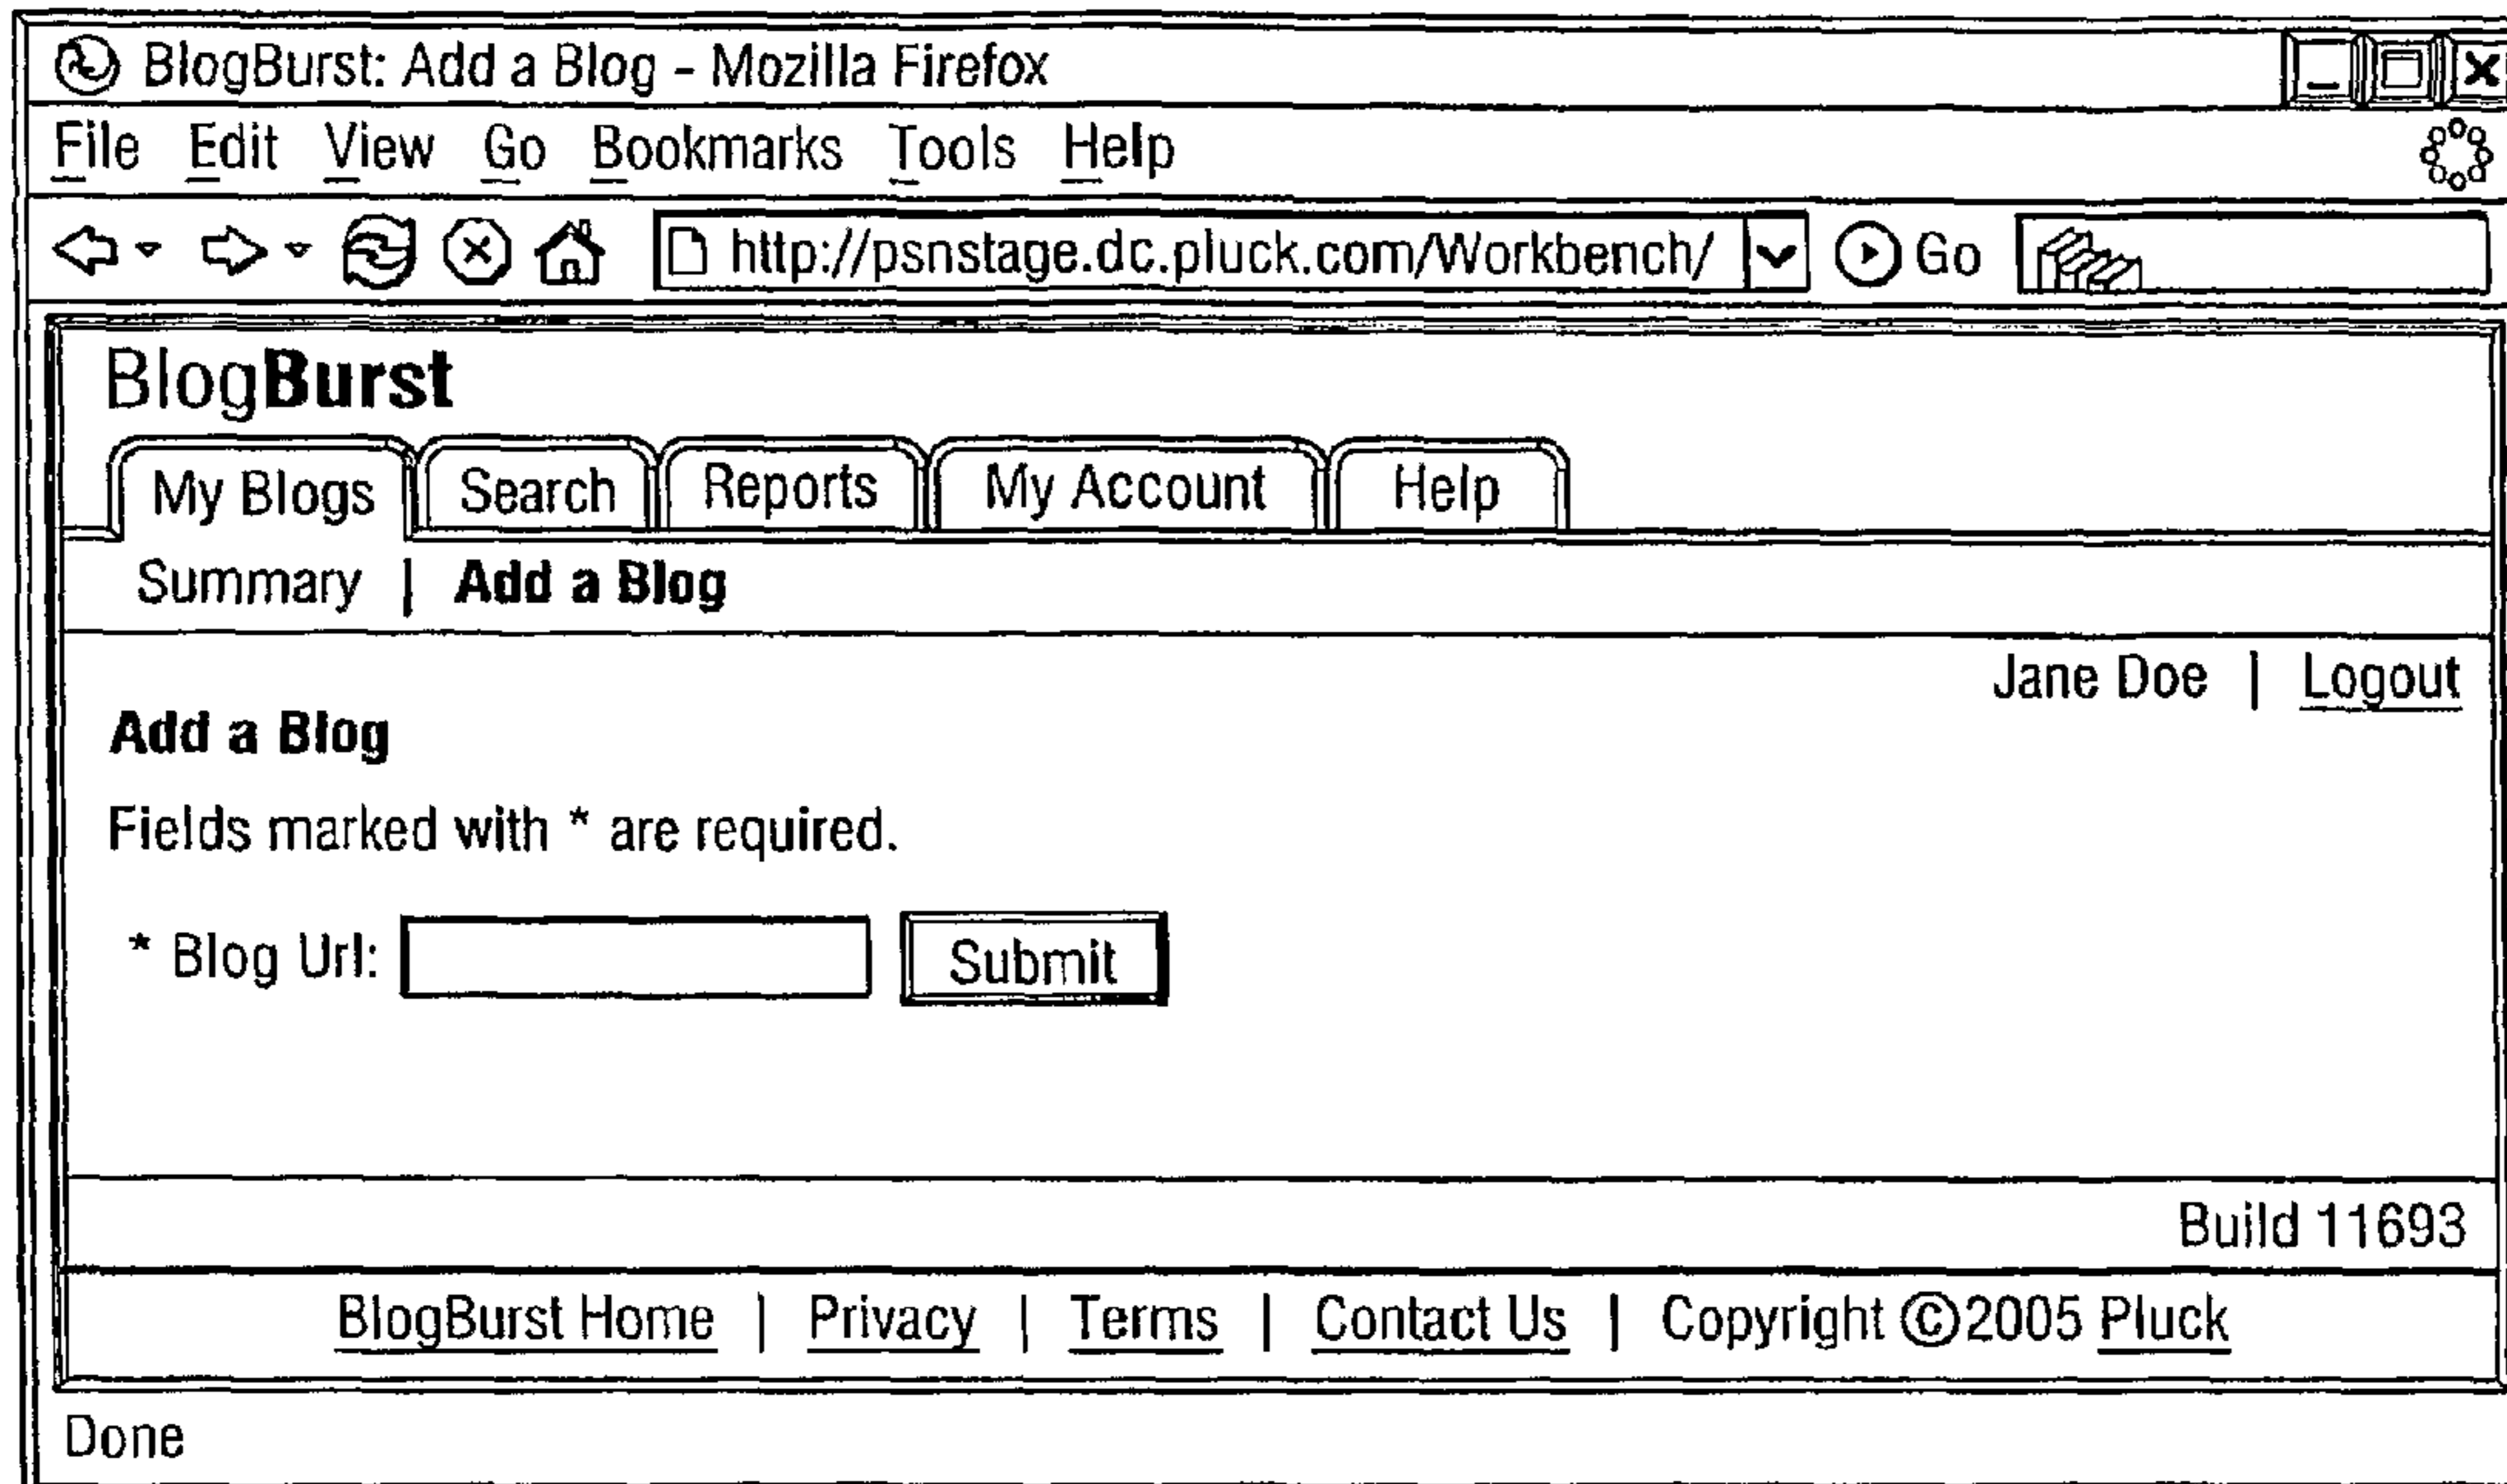 BlogBurst: Add a Blog - Mozilla Firefox
File Edit View Go Bookmarks Tools Help
http://psnstage.dc.pluck.com/Workbench/ Go
BlogBurst
My Blogs Search Reports My Account Help
Summary | Add a Blog
Jane Doe | Logout
Add a Blog
Fields marked with * are required.
* Blog Url: Submit
Build 11693
BlogBurst Home | Privacy | Terms | Contact Us | Copyright ©2005 Pluck
Done